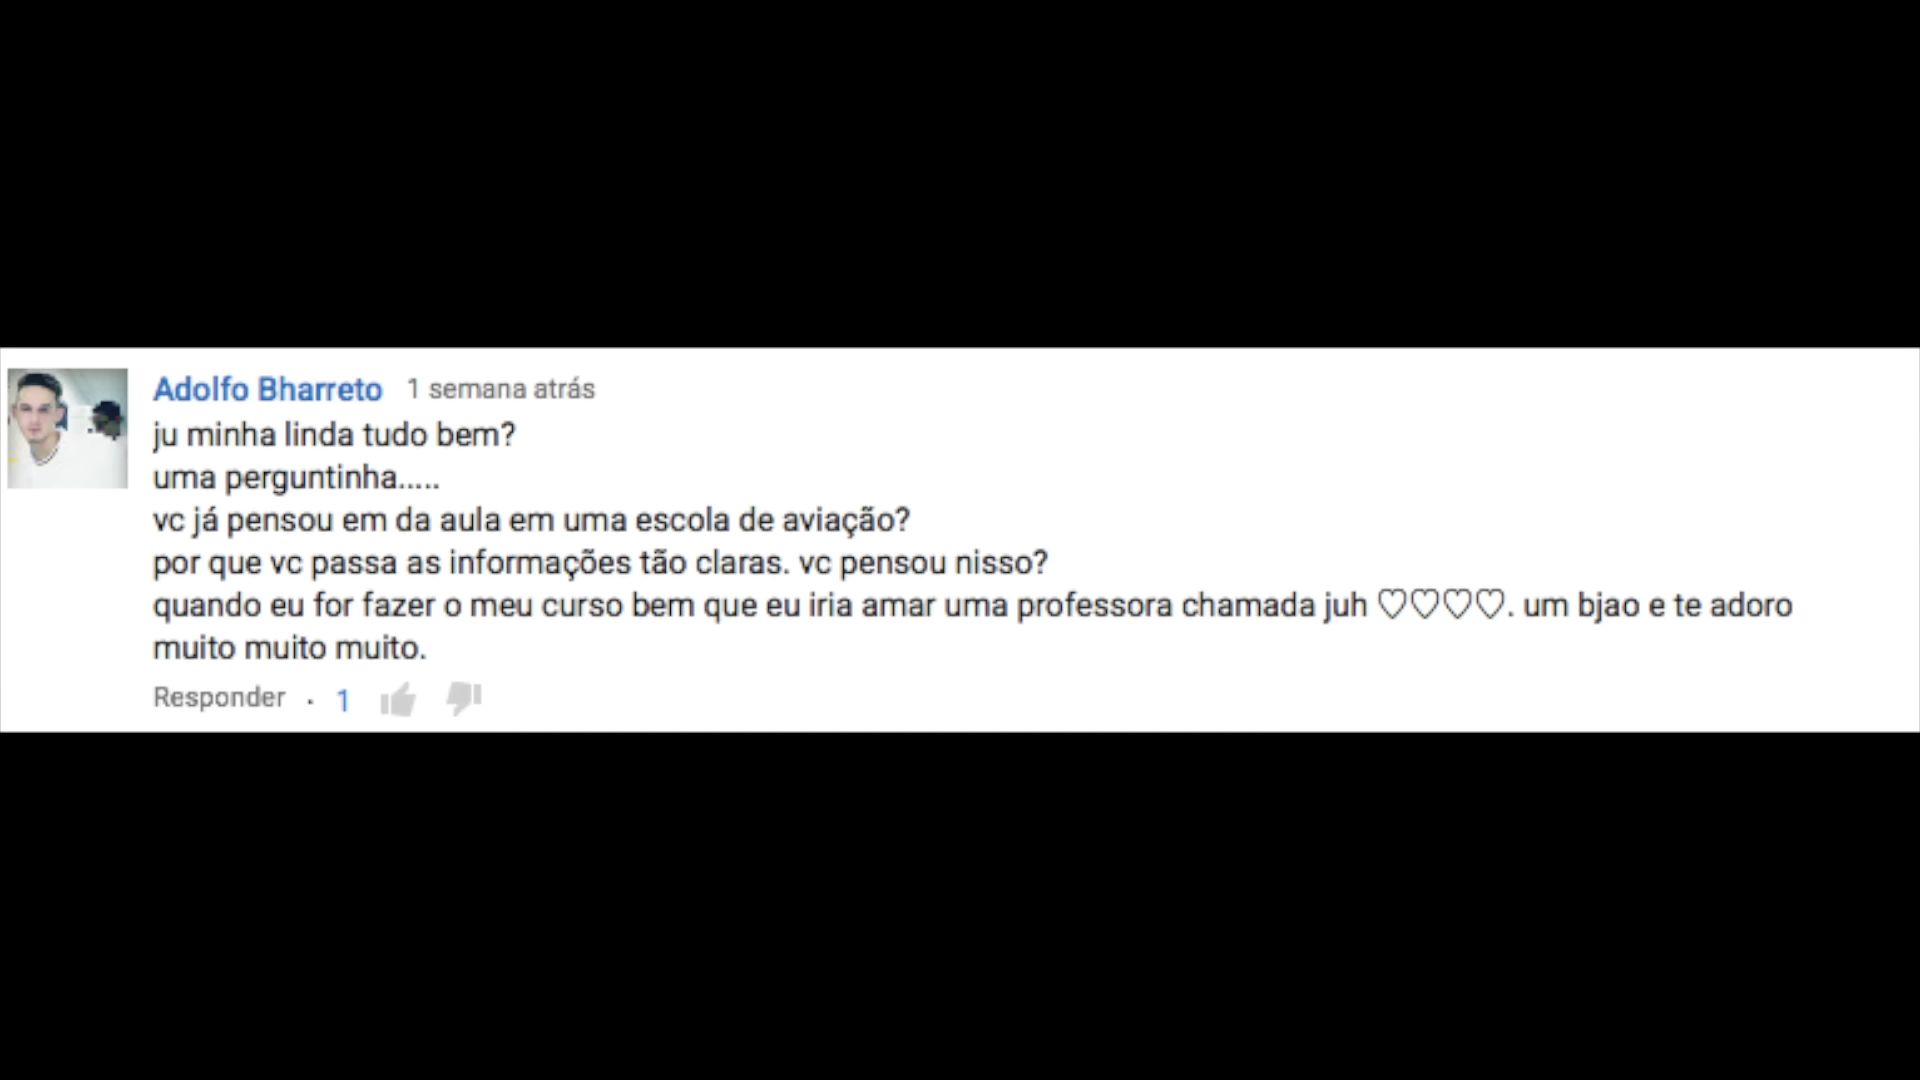 Adolfo Bharreto 1 semana atrás
ju minha linda tudo bem?
uma perguntinha.....
vc já pensou em da aula em uma escola de aviação?
por que vc passa as informações tão claras. vc pensou nisso?
quando eu for fazer o meu curso bem que eu iria amar uma professora chamada juh ♡♡♡♡. um bjao e te adoro
muito muito muito.
Responder · 1